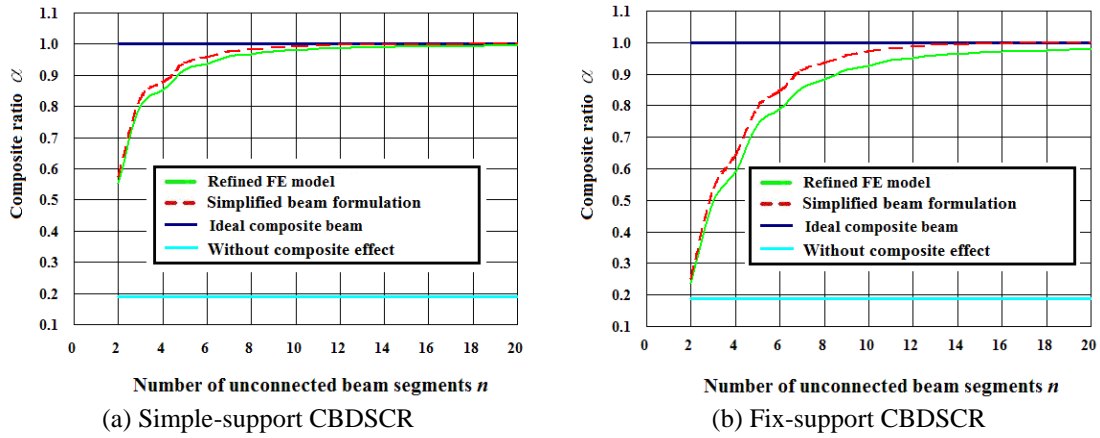 1.1
1.0
0.9
0.8
0.7
0.6
0.5
0.4
0.3
0.2
0.1
Composite ratio α
Refined FE model
Simplified beam formulation
Ideal composite beam
Without composite effect
0 2 4 6 8 10 12 14 16 18 20
Number of unconnected beam segments n
(a) Simple-support CBDSCR
1.1
1.0
0.9
0.8
0.7
0.6
0.5
0.4
0.3
0.2
0.1
Composite ratio α
Refined FE model
Simplified beam formulation
Ideal composite beam
Without composite effect
0 2 4 6 8 10 12 14 16 18 20
Number of unconnected beam segments n
(b) Fix-support CBDSCR